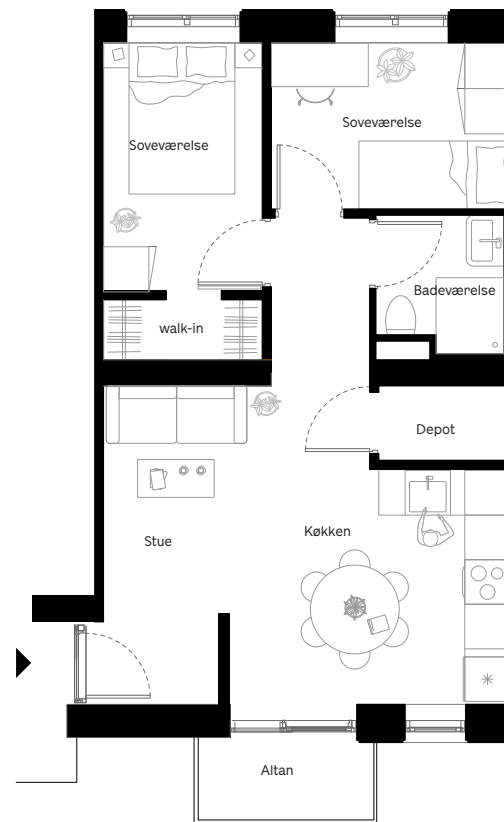 Soveværelse
Soveværelse
Badeværelse
walk-in
Depot
Køkken
Stue
Altan